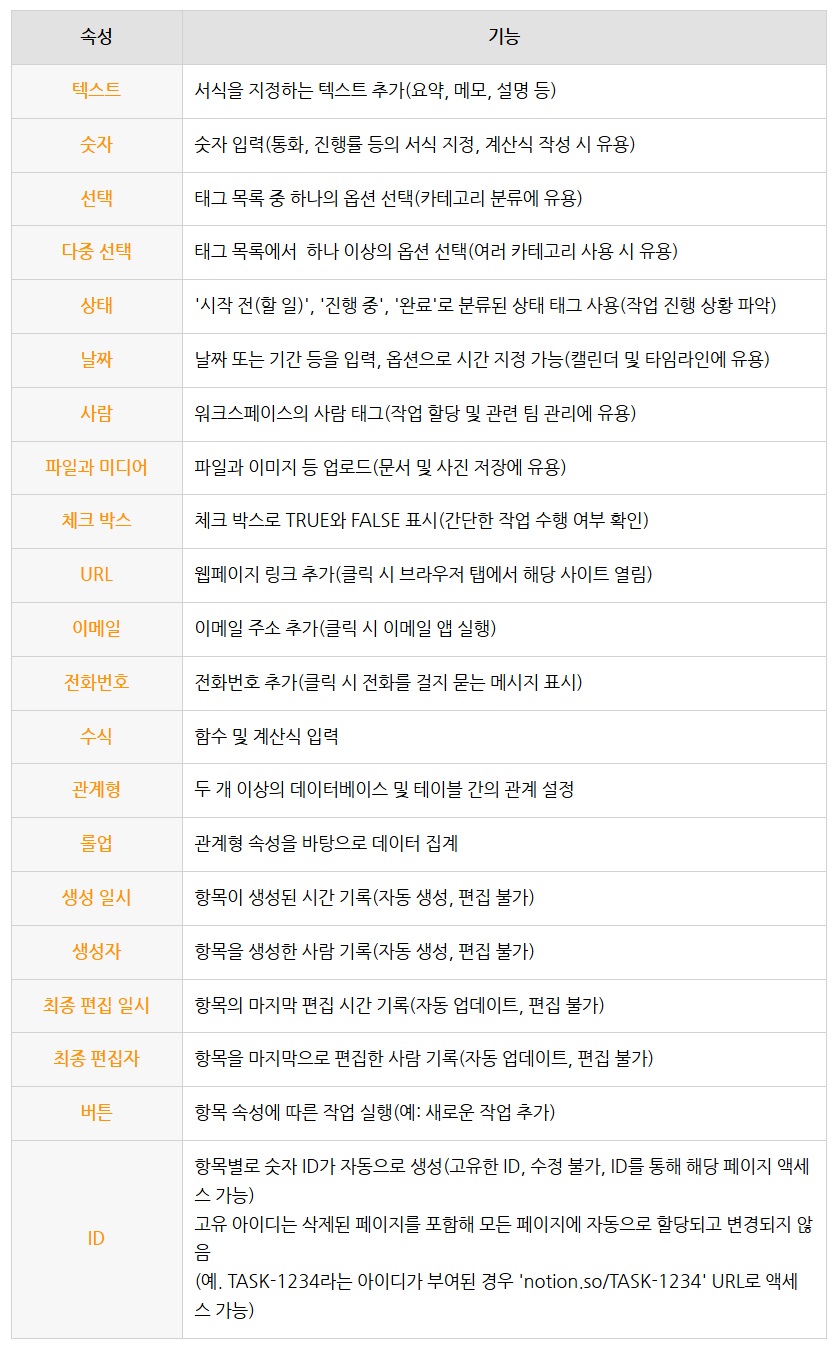 속성 기능
텍스트 서식을 지정하는 텍스트 추가(요약, 메모, 설명 등)
숫자 숫자 입력(통화, 진행률 등의 서식 지정, 계산식 작성 시 유용)
선택 태그 목록 중 하나의 옵션 선택(카테고리 분류에 유용)
다중 선택 태그 목록에서 하나 이상의 옵션 선택(여러 카테고리 사용 시 유용)
상태 '시작 전(할 일)', '진행 중', '완료'로 분류된 상태 태그 사용(작업 진행 상황 파악)
날짜 날짜 또는 기간 등을 입력, 옵션으로 시간 지정 가능(캘린더 및 타임라인에 유용)
사람 워크스페이스의 사람 태그(작업 할당 및 관련 팀 관리에 유용)
파일과 미디어 파일과 이미지 등 업로드(문서 및 사진 저장에 유용)
체크 박스 체크 박스로 TRUE와 FALSE 표시(간단한 작업 수행 여부 확인)
URL 웹페이지 링크 추가(클릭 시 브라우저 탭에서 해당 사이트 열림)
이메일 이메일 주소 추가(클릭 시 이메일 앱 실행)
전화번호 전화번호 추가(클릭 시 전화를 걸지 묻는 메시지 표시)
수식 함수 및 계산식 입력
관계형 두 개 이상의 데이터베이스 및 테이블 간의 관계 설정
롤업 관계형 속성을 바탕으로 데이터 집계
생성 일시 항목이 생성된 시간 기록(자동 생성, 편집 불가)
생성자 항목을 생성한 사람 기록(자동 생성, 편집 불가)
최종 편집 일시 항목의 마지막 편집 시간 기록(자동 업데이트, 편집 불가)
최종 편집자 항목을 마지막으로 편집한 사람 기록(자동 업데이트, 편집 불가)
버튼 항목 속성에 따른 작업 실행(예: 새로운 작업 추가)
ID 항목별로 숫자 ID가 자동으로 생성(고유한 ID, 수정 불가, ID를 통해 해당 페이지 액세
스 가능)
고유 아이디는 삭제된 페이지를 포함해 모든 페이지에 자동으로 할당되고 변경되지 않
음
(예. TASK-1234라는 아이디가 부여된 경우 'notion.so/TASK-1234' URL로 액세
스 가능)